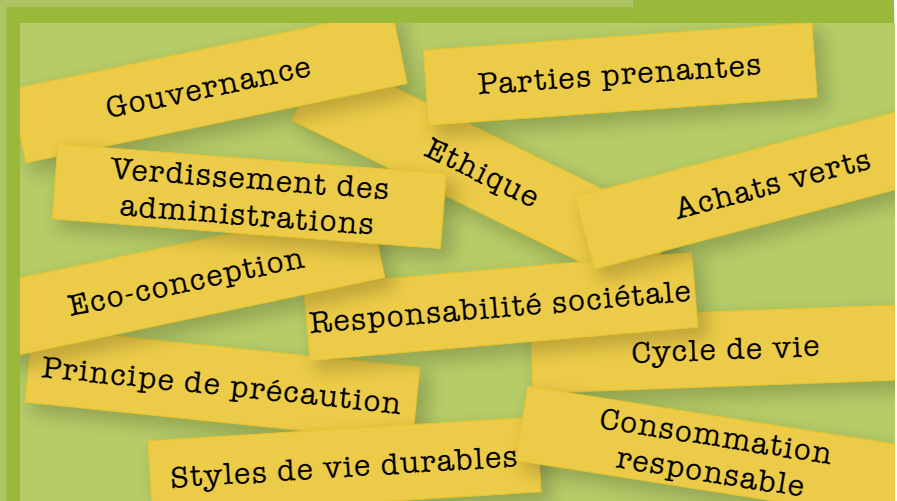 Gouvernance
Parties prenantes
Ethique
Verdissement des
administrations
Achats verts
Eco-conception
Responsabilité sociétale
Cycle de vie
Principe de précaution
Consommation
responsable
Styles de vie durables